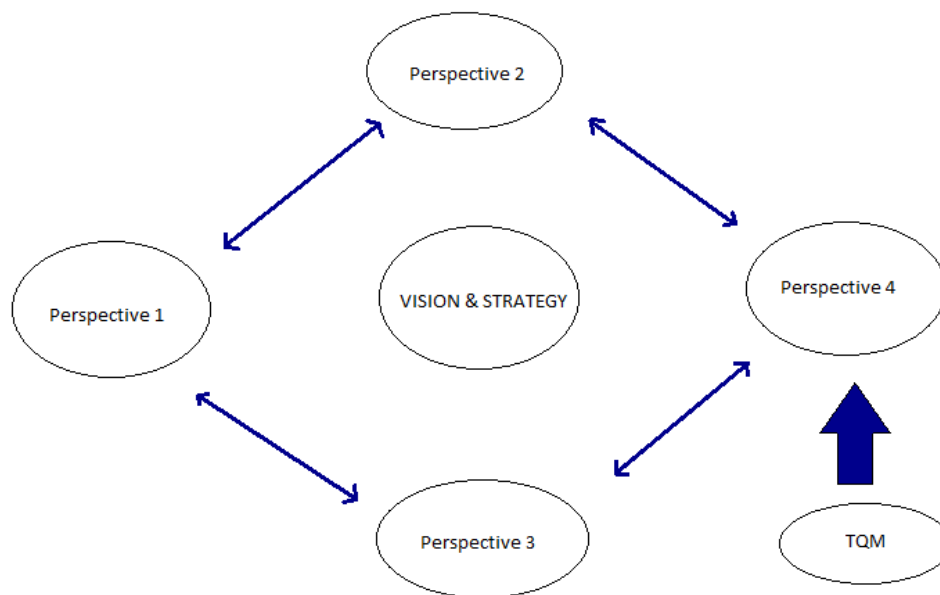 Perspective 2
Perspective 1
VISION & STRATEGY
Perspective 4
Perspective 3
TQM